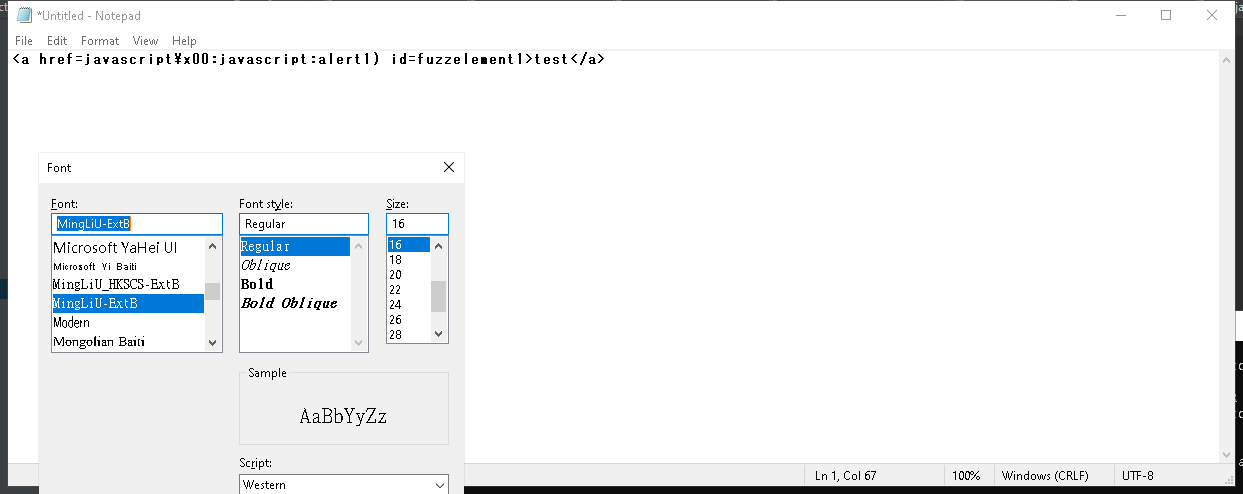 *Untitled - Notepad
File Edit Format View Help
<a href=javascript¥x00:javascript:alert1) id=fuzzelement1>test</a>
Font
Font: Font style: Size:
MingLiU-ExtB Regular 16
Microsoft YaHei UI
Microsoft Yi Baiti
MingLiU_HKSCS-ExtB
MingLiU-ExtB
Modern
Mongolian Baiti
Regular
Oblique
Bold
Bold Oblique
16
18
20
22
24
26
28
Sample
AaBbYyZz
Script:
Western
Ln 1, Col 67 100% Windows (CRLF) UTF-8